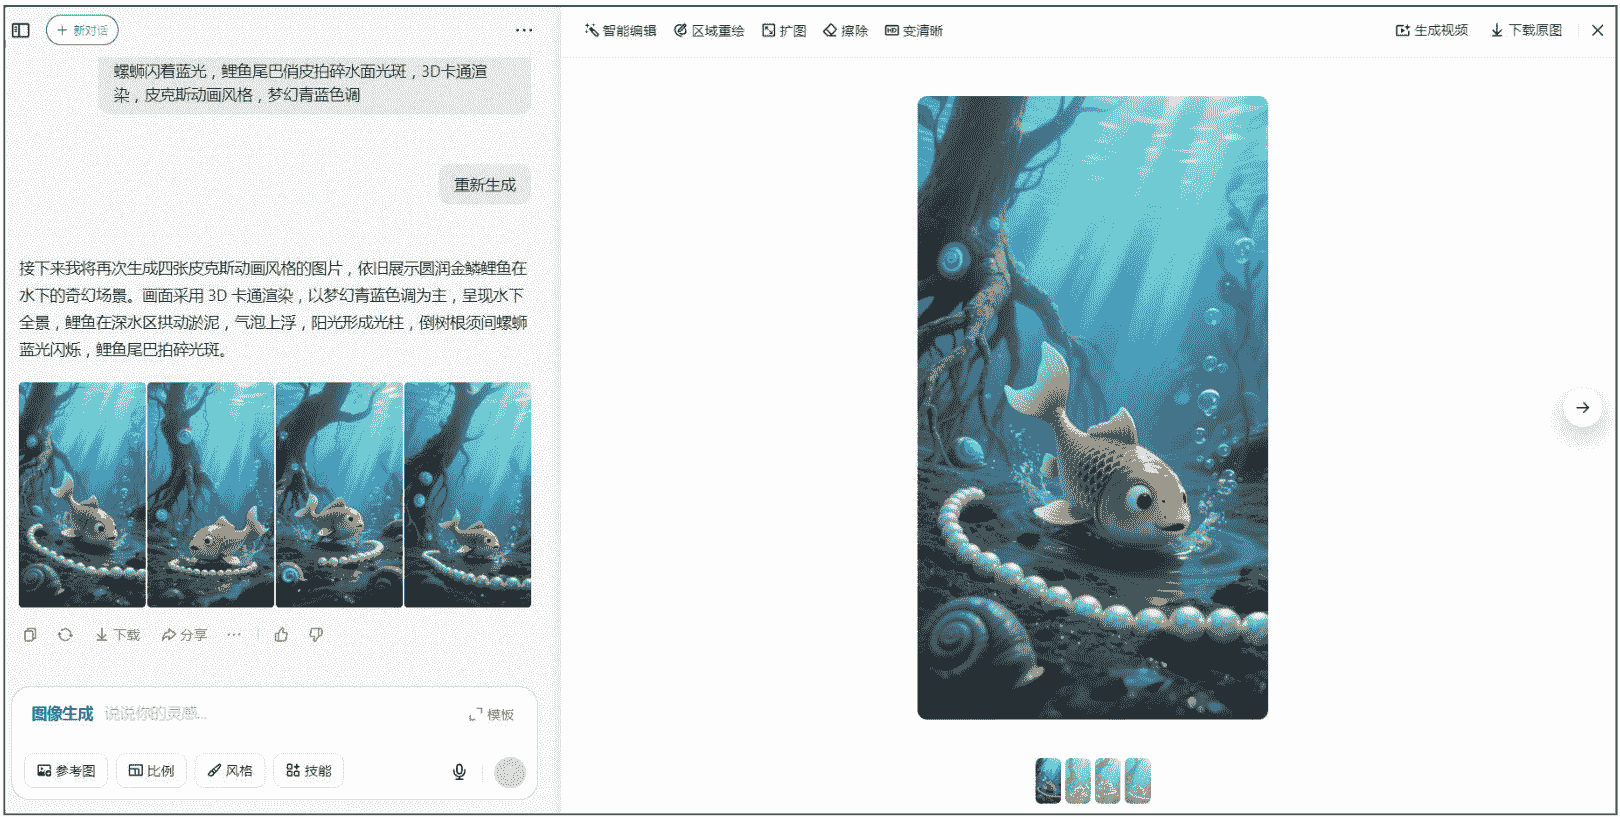 新对话
螺蛳闪着蓝光，鲤鱼尾巴俏皮拍碎水面光斑，3D卡通渲
染，皮克斯动画风格，梦幻青蓝色调
重新生成
接下来我将再次生成四张皮克斯动画风格的图片，依旧展示圆润金鳞鲤鱼在
水下的奇幻场景。画面采用 3D 卡通渲染，以梦幻青蓝色调为主，呈现水下
全景，鲤鱼在深水区拱动淤泥，气泡上浮，阳光形成光柱，倒树根须间螺蛳
蓝光闪烁，鲤鱼尾巴拍碎光斑。
下载 分享
图像生成 说说你的灵感... 模板
参考图 比例 风格 技能
智能编辑 区域重绘 扩图 擦除 HD 变清晰 生成视频 下载原图